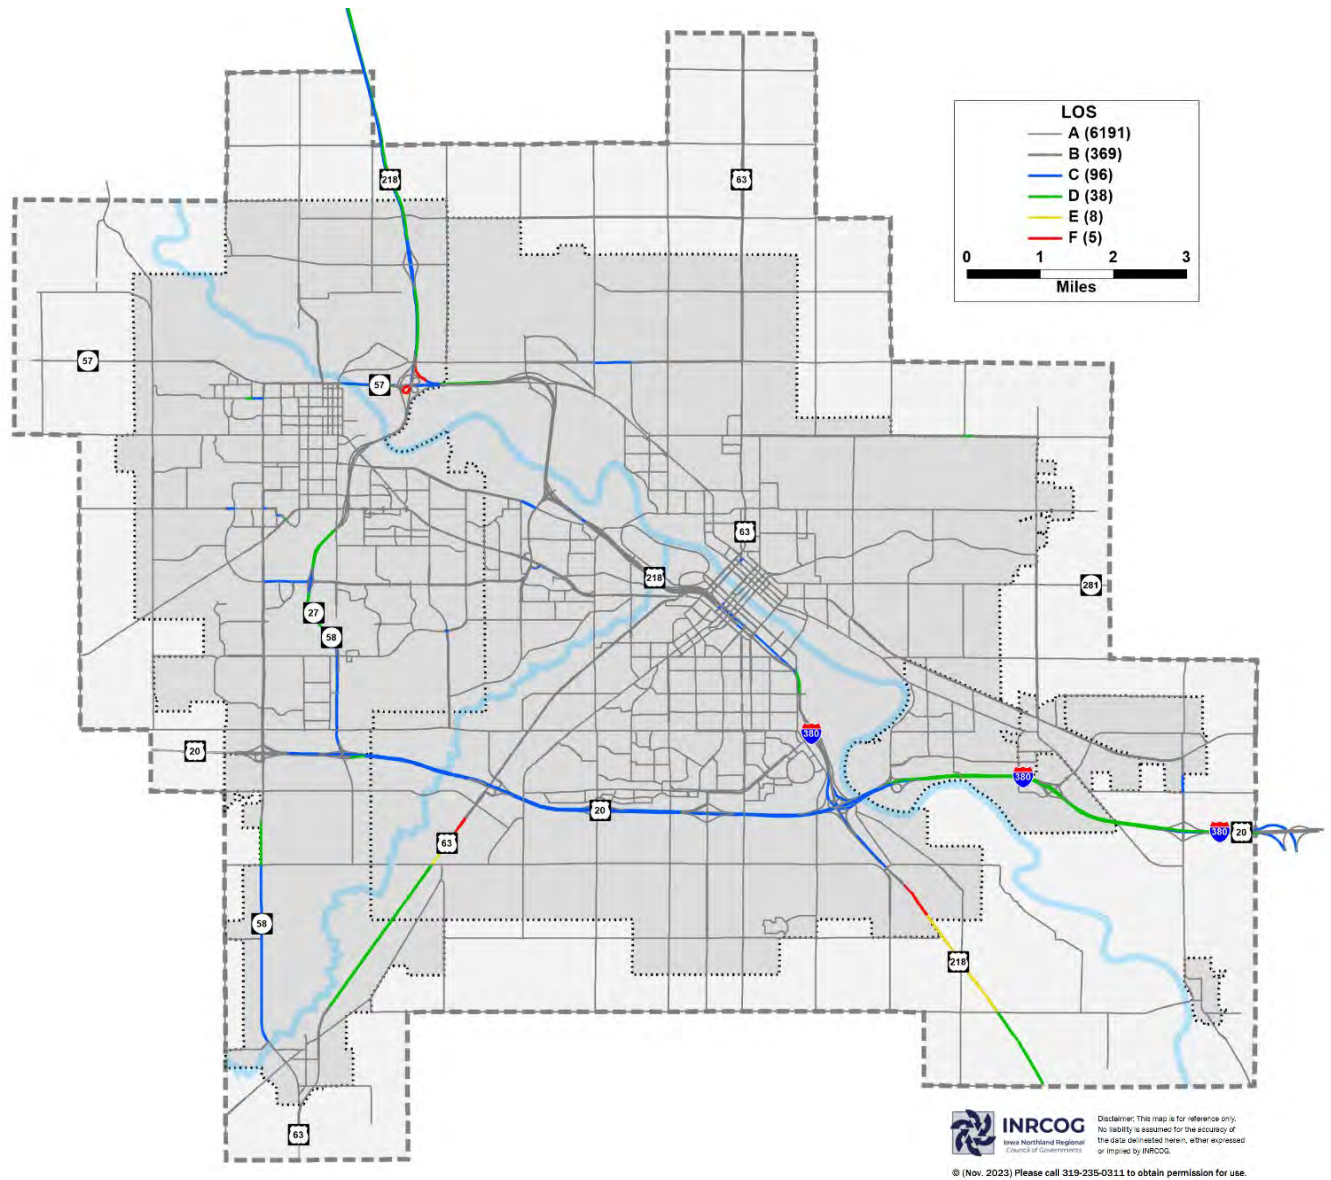 218
63
LOS
A (6191)
B (369)
C (96)
D (38)
E (8)
F (5)
0 1 2 3
Miles
57
57
63
218
281
27
58
20
380
380
20
380 20
63
58
218
63
INRCOG
Iowa Northland Regional
Council of Governments
Disclaimer: This map is for reference only.
No liability is assumed for the accuracy of
the data delineated herein, either expressed
or implied by INRCOG.
© (Nov. 2023) Please call 319-235-0311 to obtain permission for use.